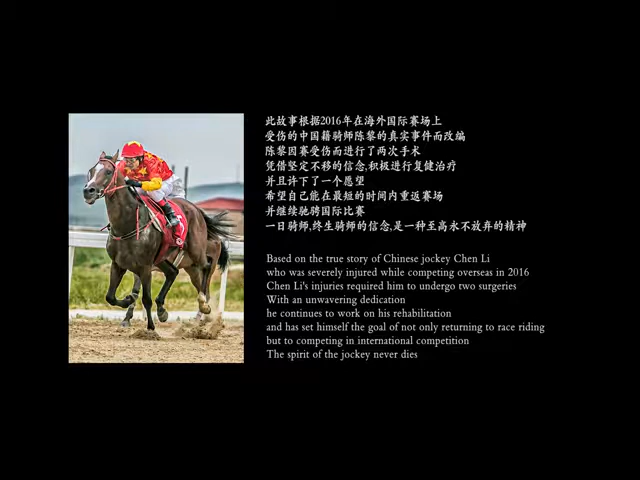 此故事根据2016年在海外国际赛场上
受伤的中国籍骑师陈黎的真实事件而改编
陈黎因赛受伤而进行了两次手术
凭借坚定不移的信念,积极进行复健治疗
并且许下了一个愿望
希望自己能在最短的时间内重返赛场
并继续驰骋国际比赛
一日骑师,终生骑师的信念,是一种至高永不放弃的精神
Based on the true story of Chinese jockey Chen Li
who was severely injured while competing overseas in 2016
Chen Li's injuries required him to undergo two surgeries
With an unwavering dedication
he continues to work on his rehabilitation
and has set himself the goal of not only returning to race riding
but to competing in international competition
The spirit of the jockey never dies